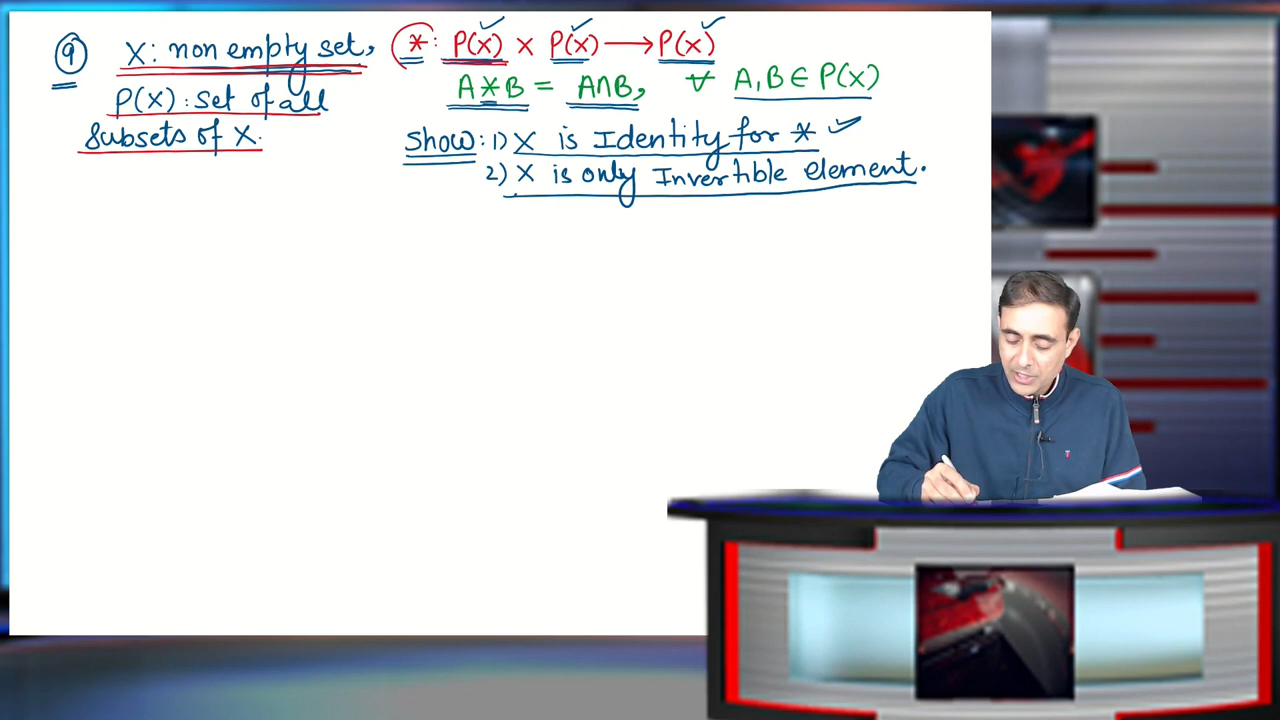 9 X: non empty set, *: P(X) × P(X) ⟶ P(X)
P(X): set of all A * B = A∩B, ∀ A, B ∈ P(X)
Subsets of X. Show: 1) X is Identity for *
2) X is only Invertible element.